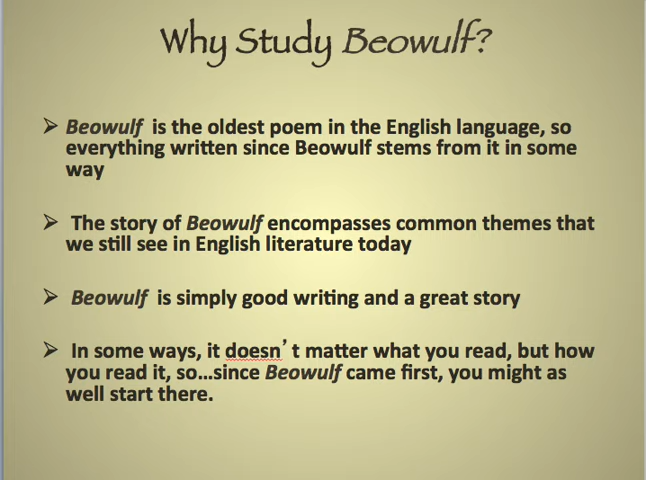 Why Study Beowulf?
➢ Beowulf is the oldest poem in the English language, so
everything written since Beowulf stems from it in some
way
➢ The story of Beowulf encompasses common themes that
we still see in English literature today
➢ Beowulf is simply good writing and a great story
➢ In some ways, it doesn’t matter what you read, but how
you read it, so…since Beowulf came first, you might as
well start there.